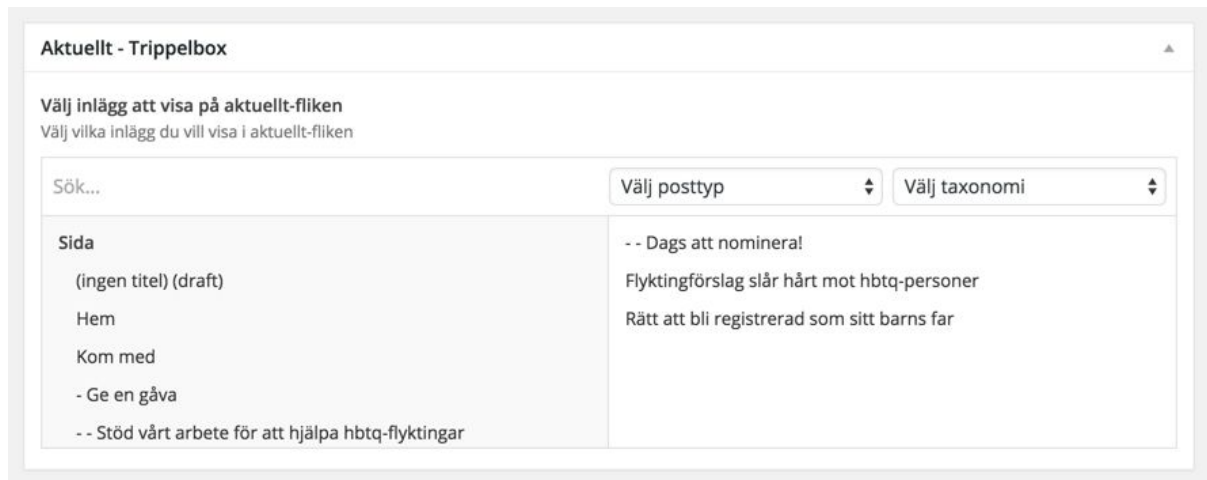 Aktuellt - Trippelbox
Välj inlägg att visa på aktuellt-fliken
Välj vilka inlägg du vill visa i aktuellt-fliken
Sök...
Välj posttyp
Välj taxonomi
Sida
(ingen titel) (draft)
Hem
Kom med
- Ge en gåva
- - Stöd vårt arbete för att hjälpa hbtq-flyktingar
- - Dags att nominera!
Flyktingförslag slår hårt mot hbtq-personer
Rätt att bli registrerad som sitt barns far